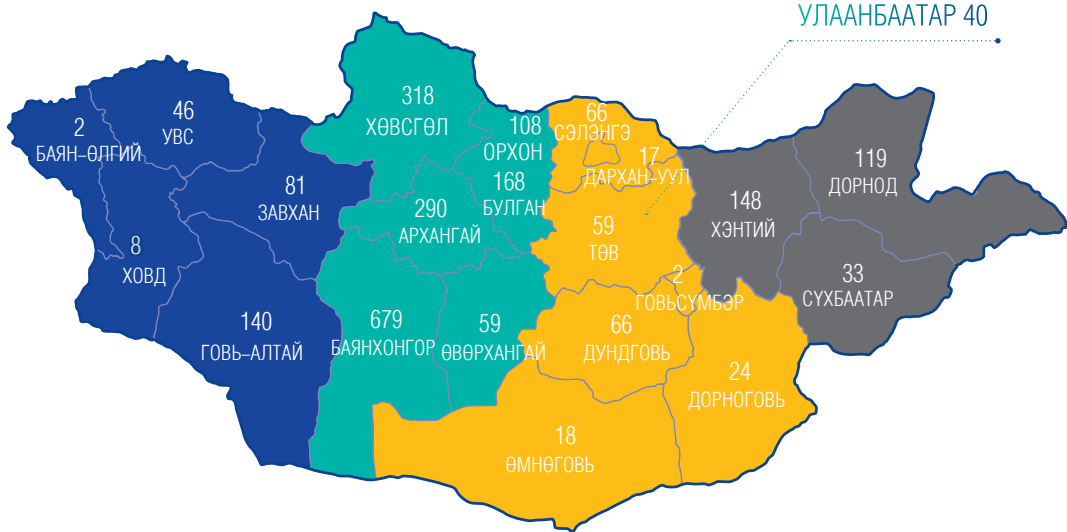 УЛААНБААТАР 40
2
БАЯН–ӨЛГИЙ
46
УВС
81
ЗАВХАН
8
ХОВД
140
ГОВЬ–АЛТАЙ
318
ХӨВСГӨЛ
108
ОРХОН
168
БУЛГАН
290
АРХАНГАЙ
679
БАЯНХОНГОР
59
ӨВӨРХАНГАЙ
66
СЭЛЭНГЭ
17
ДАРХАН–УУЛ
59
ТӨВ
2
ГОВЬСҮМБЭР
66
ДУНДГОВЬ
24
ДОРНОГОВЬ
18
ӨМНӨГОВЬ
148
ХЭНТИЙ
119
ДОРНОД
33
СҮХБААТАР